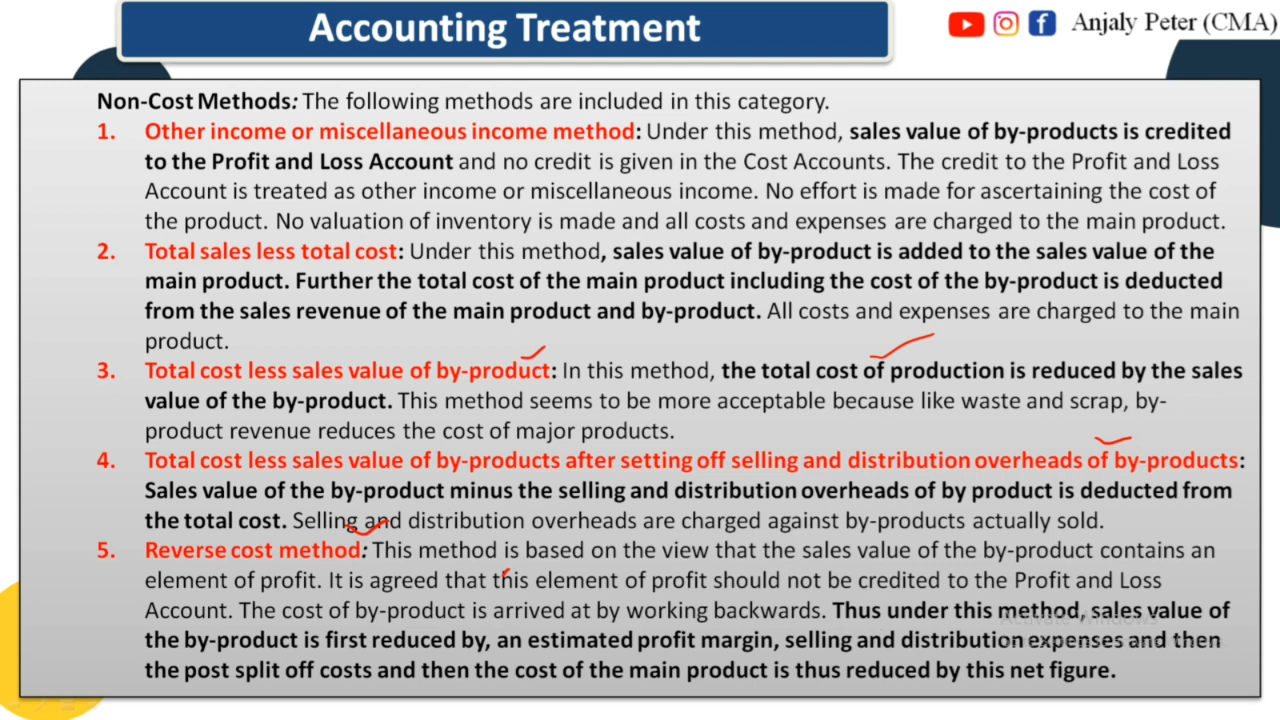 Accounting Treatment
Anjaly Peter (CMA)
Non-Cost Methods: The following methods are included in this category.
1. Other income or miscellaneous income method: Under this method, sales value of by-products is credited
to the Profit and Loss Account and no credit is given in the Cost Accounts. The credit to the Profit and Loss
Account is treated as other income or miscellaneous income. No effort is made for ascertaining the cost of
the product. No valuation of inventory is made and all costs and expenses are charged to the main product.
2. Total sales less total cost: Under this method, sales value of by-product is added to the sales value of the
main product. Further the total cost of the main product including the cost of the by-product is deducted
from the sales revenue of the main product and by-product. All costs and expenses are charged to the main
product.
3. Total cost less sales value of by-product: In this method, the total cost of production is reduced by the sales
value of the by-product. This method seems to be more acceptable because like waste and scrap, by-
product revenue reduces the cost of major products.
4. Total cost less sales value of by-products after setting off selling and distribution overheads of by-products:
Sales value of the by-product minus the selling and distribution overheads of by product is deducted from
the total cost. Selling and distribution overheads are charged against by-products actually sold.
5. Reverse cost method: This method is based on the view that the sales value of the by-product contains an
element of profit. It is agreed that this element of profit should not be credited to the Profit and Loss
Account. The cost of by-product is arrived at by working backwards. Thus under this method, sales value of
the by-product is first reduced by, an estimated profit margin, selling and distribution expenses and then
the post split off costs and then the cost of the main product is thus reduced by this net figure.
Activate Windows